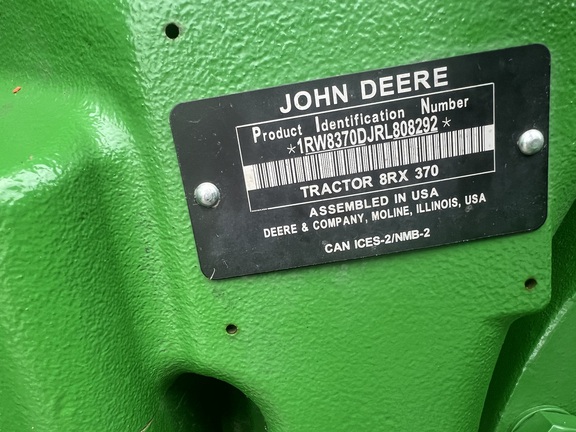 JOHN DEERE
Product Identification Number
*1RW8370DJRL808292*
TRACTOR 8RX 370
ASSEMBLED IN USA
DEERE & COMPANY, MOLINE, ILLINOIS, USA
CAN ICES-2/NMB-2